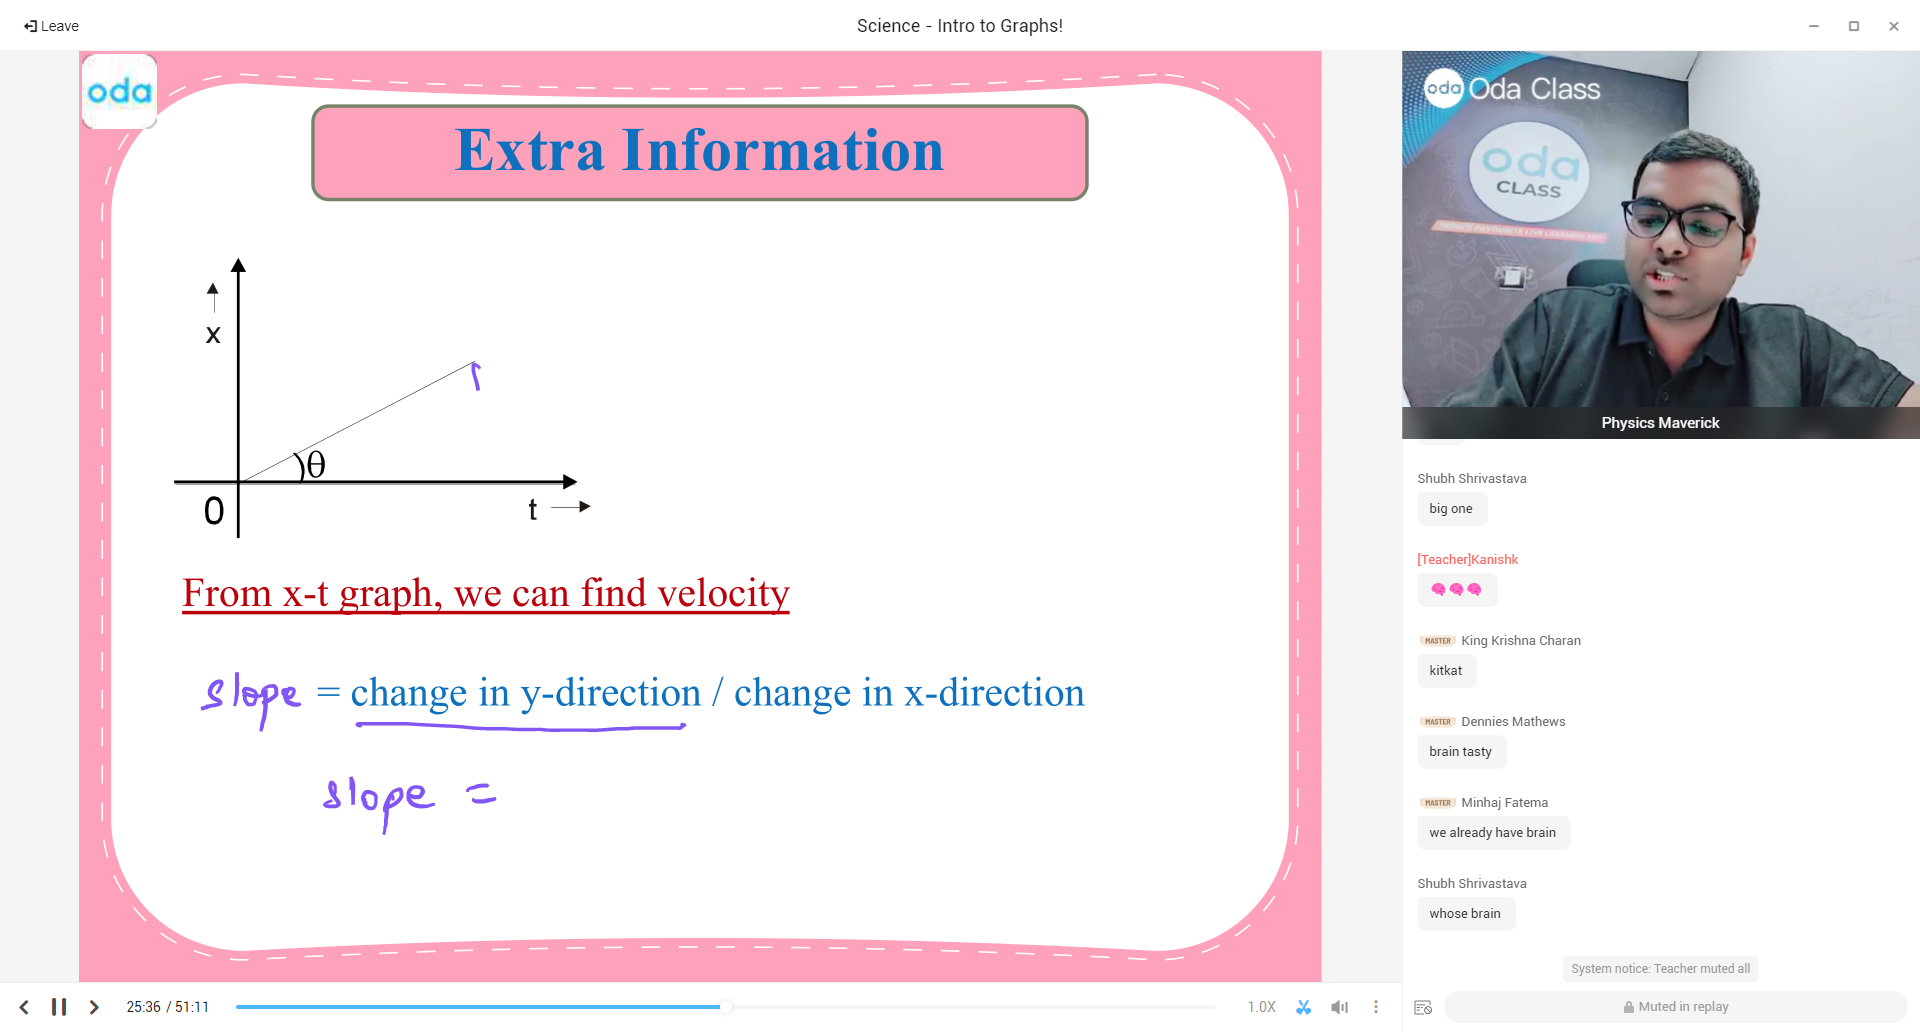 Leave
Science - Intro to Graphs!
oda
Extra Information
x
θ
0
t
From x-t graph, we can find velocity
slope = change in y-direction / change in x-direction
slope =
25:36 / 51:11
1.0X
oda Oda Class
oda
CLASS
Physics Maverick
Shubh Shrivastava
big one
[Teacher]Kanishk
MASTER King Krishna Charan
kitkat
MASTER Dennies Mathews
brain tasty
MASTER Minhaj Fatema
we already have brain
Shubh Shrivastava
whose brain
System notice: Teacher muted all
Muted in replay